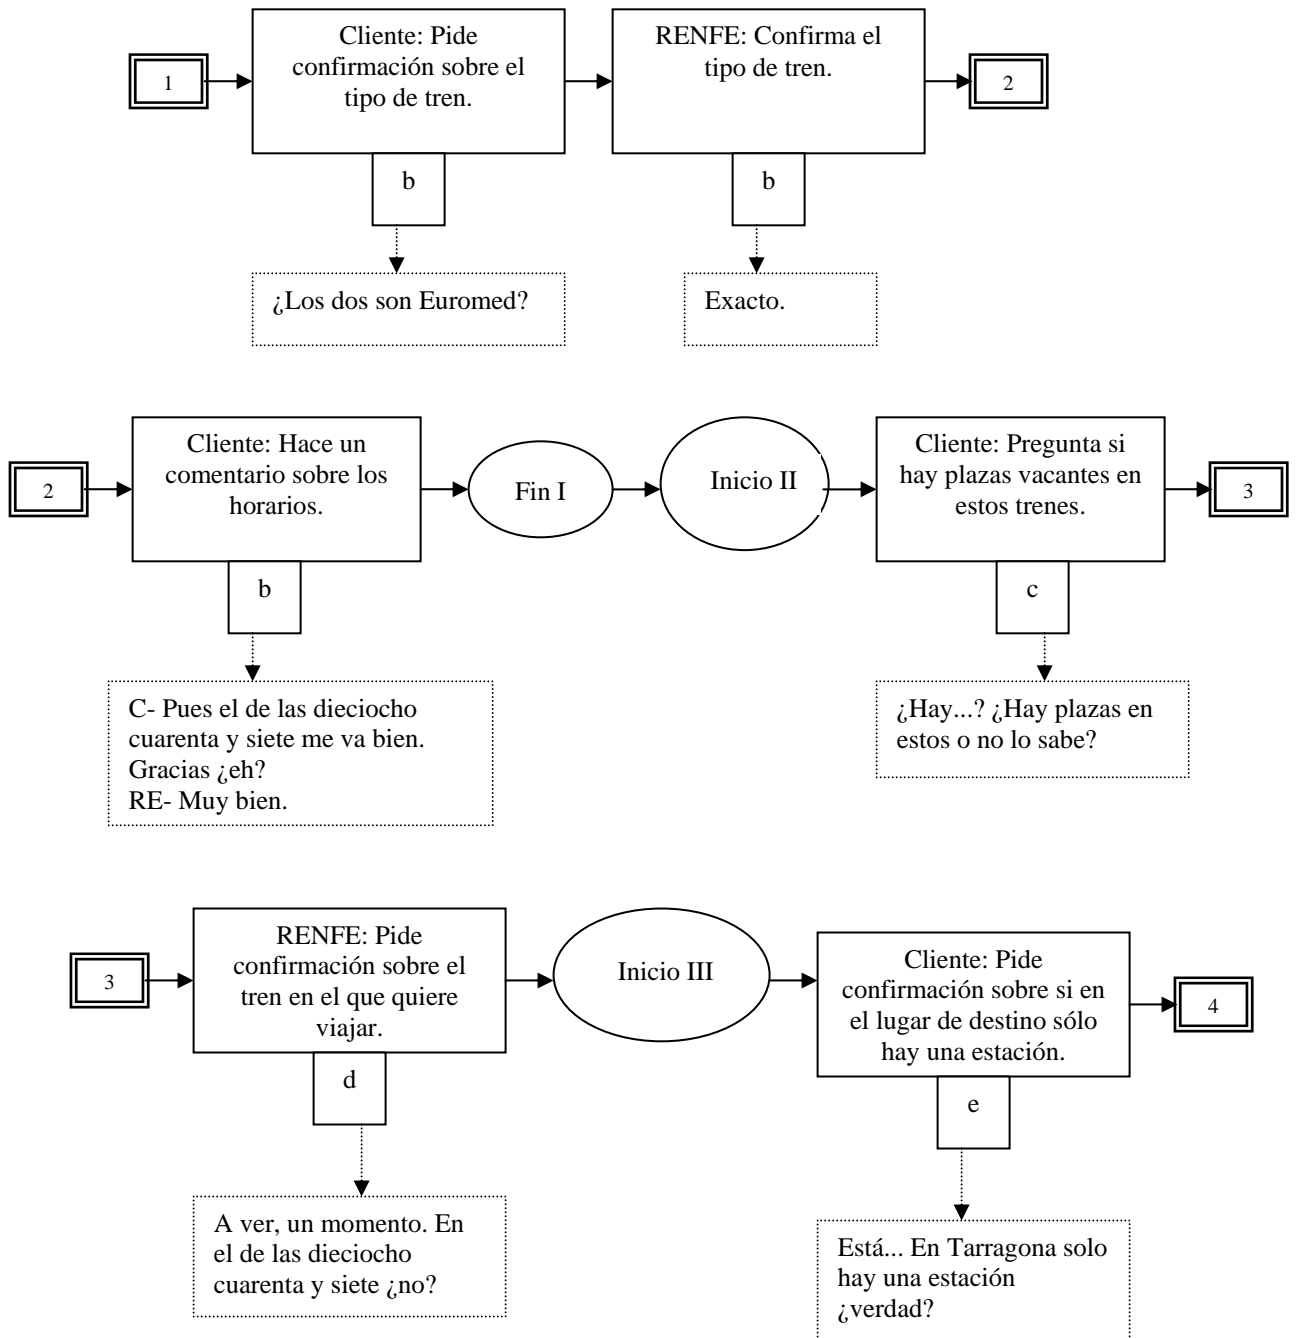 1
Cliente: Pide
confirmación sobre el
tipo de tren.
b
¿Los dos son Euromed?
RENFE: Confirma el
tipo de tren.
b
Exacto.
2
2
Cliente: Hace un
comentario sobre los
horarios.
b
C- Pues el de las dieciocho
cuarenta y siete me va bien.
Gracias ¿eh?
RE- Muy bien.
Fin I
Inicio II
Cliente: Pregunta si
hay plazas vacantes en
estos trenes.
c
¿Hay...? ¿Hay plazas en
estos o no lo sabe?
3
3
RENFE: Pide
confirmación sobre el
tren en el que quiere
viajar.
d
A ver, un momento. En
el de las dieciocho
cuarenta y siete ¿no?
Inicio III
Cliente: Pide
confirmación sobre si en
el lugar de destino sólo
hay una estación.
e
Está... En Tarragona solo
hay una estación
¿verdad?
4